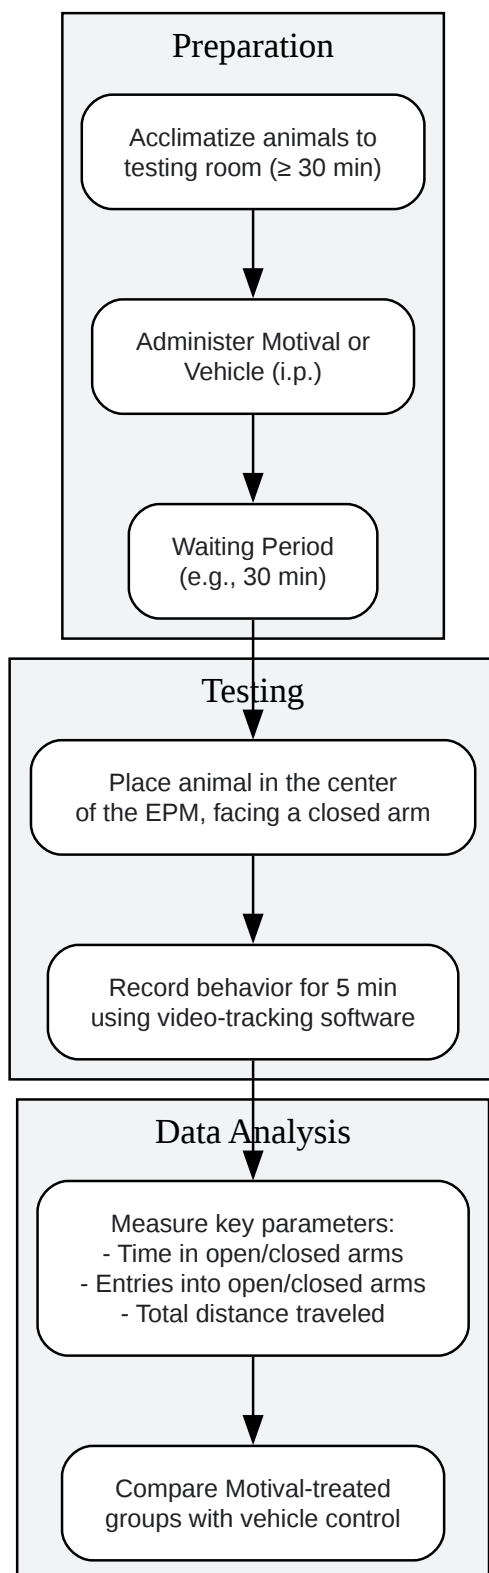 Preparation
Acclimatize animals to
testing room (≥ 30 min)
Administer Motival or
Vehicle (i.p.)
Waiting Period
(e.g., 30 min)
Testing
Place animal in the center
of the EPM, facing a closed arm
Record behavior for 5 min
using video-tracking software
Data Analysis
Measure key parameters:
- Time in open/closed arms
- Entries into open/closed arms
- Total distance traveled
Compare Motival-treated
groups with vehicle control